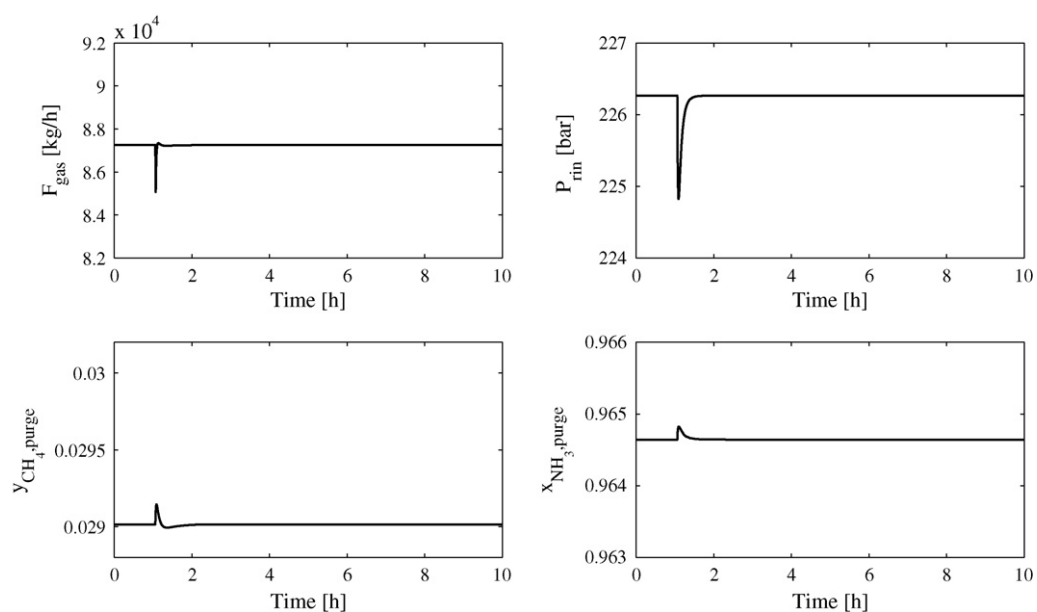 x 10⁴
9.2
9
8.8
8.6
8.4
8.2
F_gas [kg/h]
0 2 4 6 8 10
Time [h]
227
226
225
224
P_rin [bar]
0 2 4 6 8 10
Time [h]
0.03
0.0295
0.029
y_CH₄,purge
0 2 4 6 8 10
Time [h]
0.966
0.965
0.964
0.963
x_NH₃,purge
0 2 4 6 8 10
Time [h]